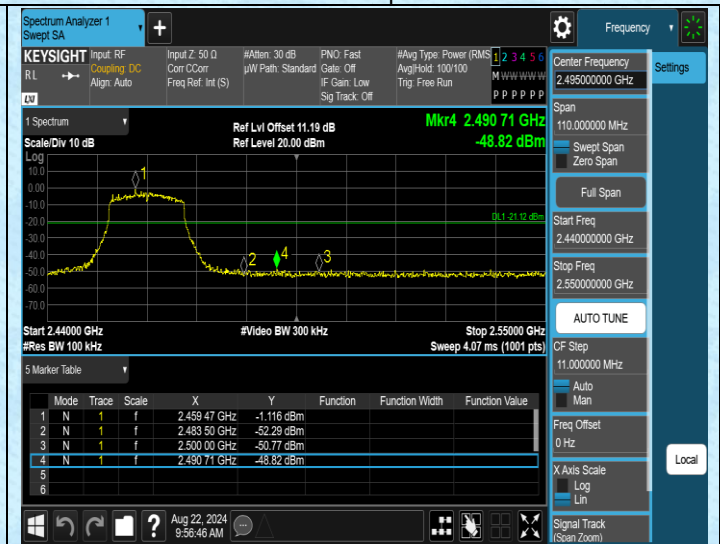 Spectrum Analyzer 1
Swept SA
Frequency
KEYSIGHT
RL
LXI
Input: RF
Coupling: DC
Align: Auto
Input Z: 50 Ω
Corr CCorr
Freq Ref: Int (S)
#Atten: 30 dB
µW Path: Standard
PNO: Fast
Gate: Off
IF Gain: Low
Sig Track: Off
#Avg Type: Power (RMS
Avg|Hold: 100/100
Trig: Free Run
1 2 3 4 5 6
M W W W W W
P P P P P P
1 Spectrum
Scale/Div 10 dB
Ref Lvl Offset 11.19 dB
Ref Level 20.00 dBm
Mkr4 2.490 71 GHz
-48.82 dBm
Log
10.0
0.00
-10.0
-20.0
-30.0
-40.0
-50.0
-60.0
-70.0
1
2
4
3
DL1 -21.12 dBm
Start 2.44000 GHz
#Res BW 100 kHz
#Video BW 300 kHz
Stop 2.55000 GHz
Sweep 4.07 ms (1001 pts)
5 Marker Table
Mode Trace Scale X Y Function Function Width Function Value
1 N 1 f 2.459 47 GHz -1.116 dBm
2 N 1 f 2.483 50 GHz -52.29 dBm
3 N 1 f 2.500 00 GHz -50.77 dBm
4 N 1 f 2.490 71 GHz -48.82 dBm
5
6
Aug 22, 2024
9:56:46 AM
Center Frequency
2.495000000 GHz
Span
110.000000 MHz
Swept Span
Zero Span
Full Span
Start Freq
2.440000000 GHz
Stop Freq
2.550000000 GHz
AUTO TUNE
CF Step
11.000000 MHz
Auto
Man
Freq Offset
0 Hz
X Axis Scale
Log
Lin
Signal Track
(Span Zoom)
Settings
Local